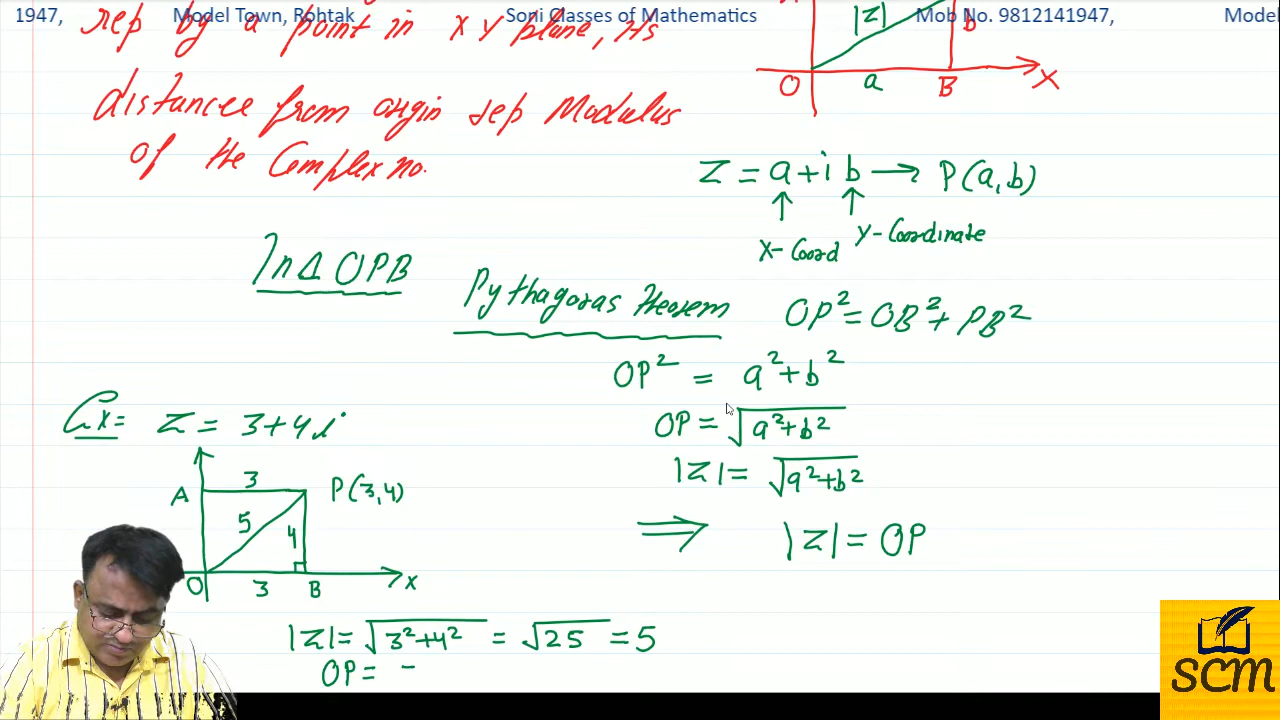 1947, Model Town, Rohtak Soni Classes of Mathematics Mob No. 9812141947, Model
rep by a point in XY plane, its
distances from origin rep Modulus
of the Complex no.
|Z| b
O a B X
Z = a + i b → P(a, b)
↑ ↑
X-Coord Y-Coordinate
In Δ OPB
Pythagoras Theorem OP² = OB² + PB²
OP² = a² + b²
OP = √a²+b²
|Z| = √a²+b²
⟹ |Z| = OP
Ex= Z = 3+4i
A 3 P(3,4)
5 4
O 3 B X
|Z| = √3²+4² = √25 = 5
OP =
SCM